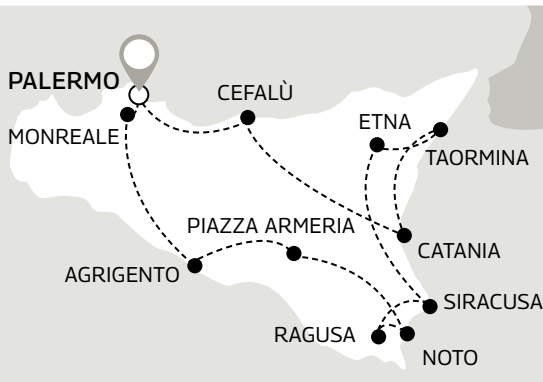 PALERMO
CEFALÙ
MONREALE
ETNA
TAORMINA
PIAZZA ARMERIA
CATANIA
AGRIGENTO
SIRACUSA
RAGUSA
NOTO